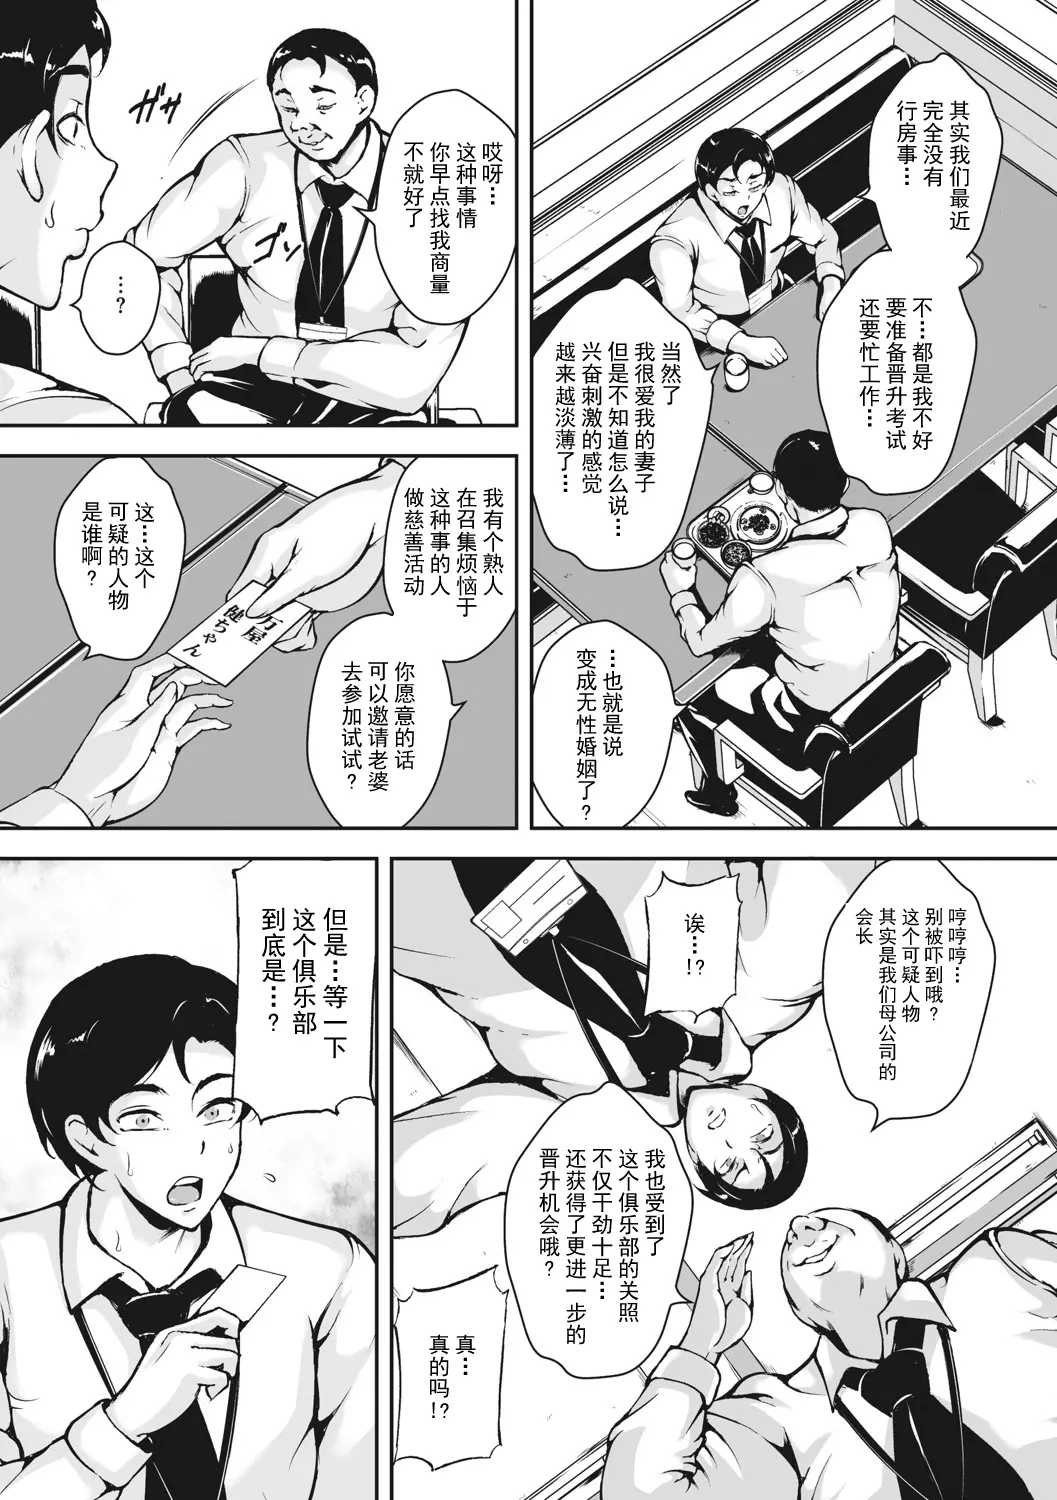 其实我们最近
完全没有
行房事…
不…都是我不好
要准备晋升考试
还要忙工作…
当然了
我很爱我的妻子
但是不知道怎么说…
兴奋刺激的感觉
越来越淡薄了…
…也就是说
变成无性婚姻了?
哎呀…
这种事情
你早点找我商量
不就好了
ガサ
ゴソ
…?
我有个熟人
在召集烦恼于
这种事的人
做慈善活动
你愿意的话
可以邀请老婆
去参加试试?
万屋
健ちゃん
这…这个
可疑的人物
是谁啊?
哼哼哼…
别被吓到哦?
这个可疑人物
其实是我们母公司的
会长
诶…!?
我也受到了
这个俱乐部的关照
不仅干劲十足…
还获得了更进一步的
晋升机会哦?
真…
真的吗!?
但是…等一下
这个俱乐部
到底是…?